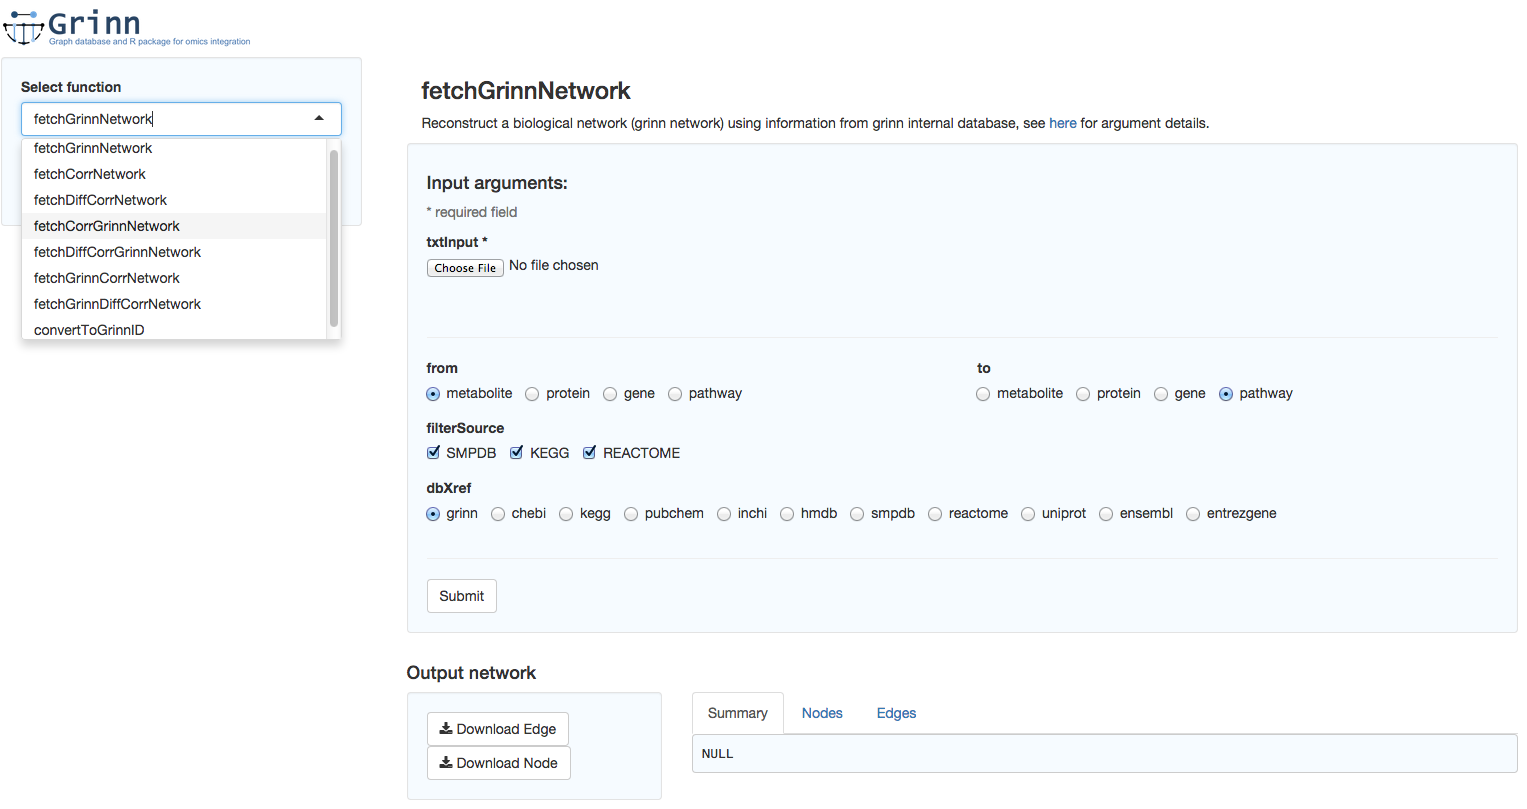 Grinn
Graph database and R package for omics integration
Select function
fetchGrinnNetwork
fetchGrinnNetwork
fetchCorrNetwork
fetchDiffCorrNetwork
fetchCorrGrinnNetwork
fetchDiffCorrGrinnNetwork
fetchGrinnCorrNetwork
fetchGrinnDiffCorrNetwork
convertToGrinnID
fetchGrinnNetwork
Reconstruct a biological network (grinn network) using information from grinn internal database, see here for argument details.
Input arguments:
* required field
txtInput *
Choose File No file chosen
from to
metabolite protein gene pathway metabolite protein gene pathway
filterSource
SMPDB KEGG REACTOME
dbXref
grinn chebi kegg pubchem inchi hmdb smpdb reactome uniprot ensembl entrezgene
Submit
Output network
Download Edge
Download Node
Summary Nodes Edges
NULL